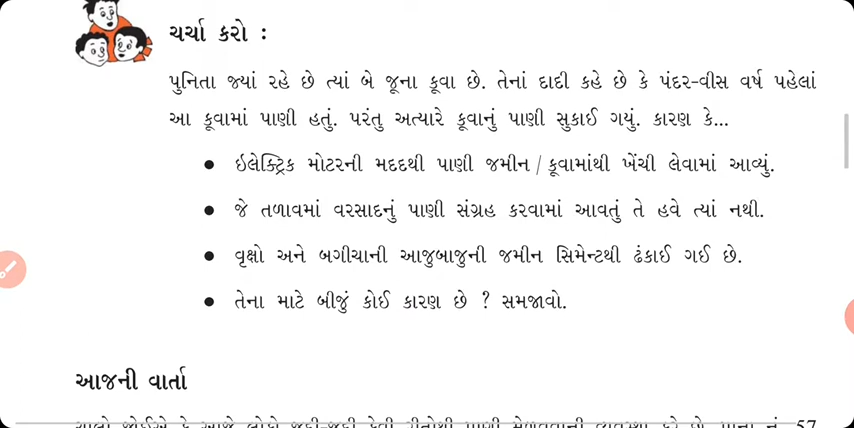 ચર્ચા કરો :
પુનિતા જ્યાં રહે છે ત્યાં બે જૂના કૂવા છે. તેનાં દાદી કહે છે કે પંદર-વીસ વર્ષ પહેલાં
આ કૂવામાં પાણી હતું. પરંતુ અત્યારે કૂવાનું પાણી સુકાઈ ગયું. કારણ કે...
● ઇલેક્ટ્રિક મોટરની મદદથી પાણી જમીન / કૂવામાંથી ખેંચી લેવામાં આવ્યું.
● જે તળાવમાં વરસાદનું પાણી સંગ્રહ કરવામાં આવતું તે હવે ત્યાં નથી.
● વૃક્ષો અને બગીચાની આજુબાજુની જમીન સિમેન્ટથી ઢંકાઈ ગઈ છે.
● તેના માટે બીજું કોઈ કારણ છે ? સમજાવો.
આજની વાર્તા
57